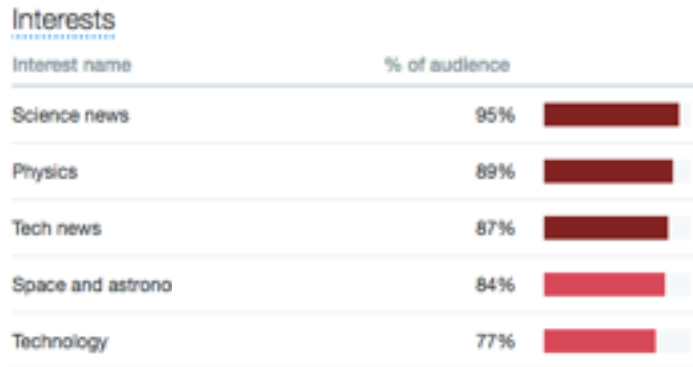 Interests
Interest name % of audience
Science news 95%
Physics 89%
Tech news 87%
Space and astrono 84%
Technology 77%